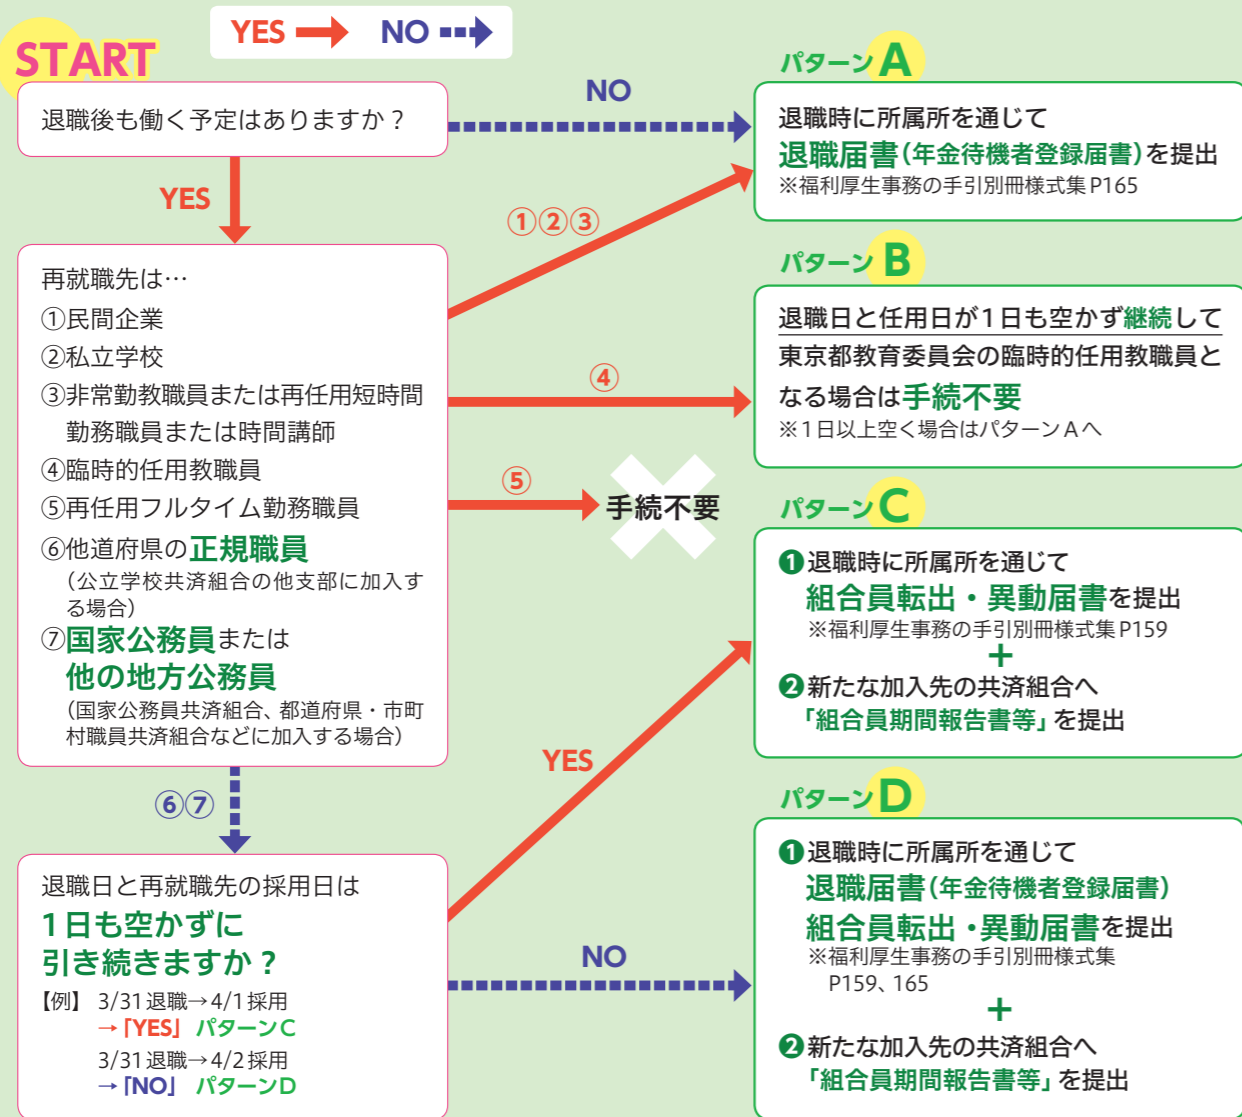 YES NO
START
退職後も働く予定はありますか?
NO
YES
①②③
パターンA
退職時に所属所を通じて
退職届書(年金待機者登録届書)を提出
※福利厚生事務の手引別冊様式集P165
再就職先は…
①民間企業
②私立学校
③非常勤教職員または再任用短時間
勤務職員または時間講師
④臨時的任用教職員
⑤再任用フルタイム勤務職員
⑥他道府県の正規職員
(公立学校共済組合の他支部に加入す
る場合)
⑦国家公務員または
他の地方公務員
(国家公務員共済組合、都道府県・市町
村職員共済組合などに加入する場合)
④
パターンB
退職日と任用日が1日も空かず継続して
東京都教育委員会の臨時的任用教職員と
なる場合は手続不要
※1日以上空く場合はパターンAへ
⑤
手続不要
⑥⑦
退職日と再就職先の採用日は
1日も空かずに
引き続きますか?
【例】 3/31退職→4/1採用
→「YES」 パターンC
3/31退職→4/2採用
→「NO」 パターンD
YES
パターンC
❶退職時に所属所を通じて
組合員転出・異動届書を提出
※福利厚生事務の手引別冊様式集P159
+
❷新たな加入先の共済組合へ
「組合員期間報告書等」を提出
NO
パターンD
❶退職時に所属所を通じて
退職届書(年金待機者登録届書)
組合員転出・異動届書を提出
※福利厚生事務の手引別冊様式集
P159、165
+
❷新たな加入先の共済組合へ
「組合員期間報告書等」を提出